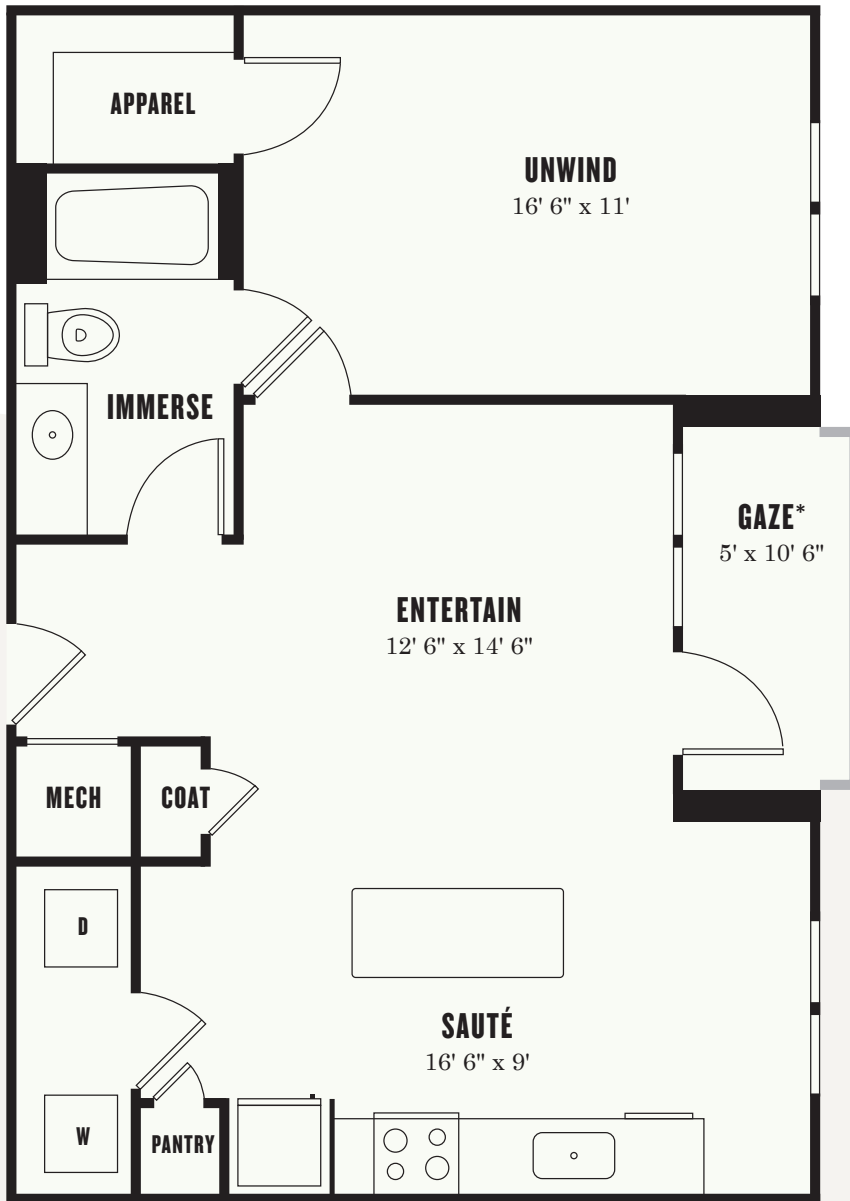 APPAREL
UNWIND
16' 6" x 11'
IMMERSE
GAZE*
5' x 10' 6"
ENTERTAIN
12' 6" x 14' 6"
MECH
COAT
D
SAUTÉ
16' 6" x 9'
W
PANTRY